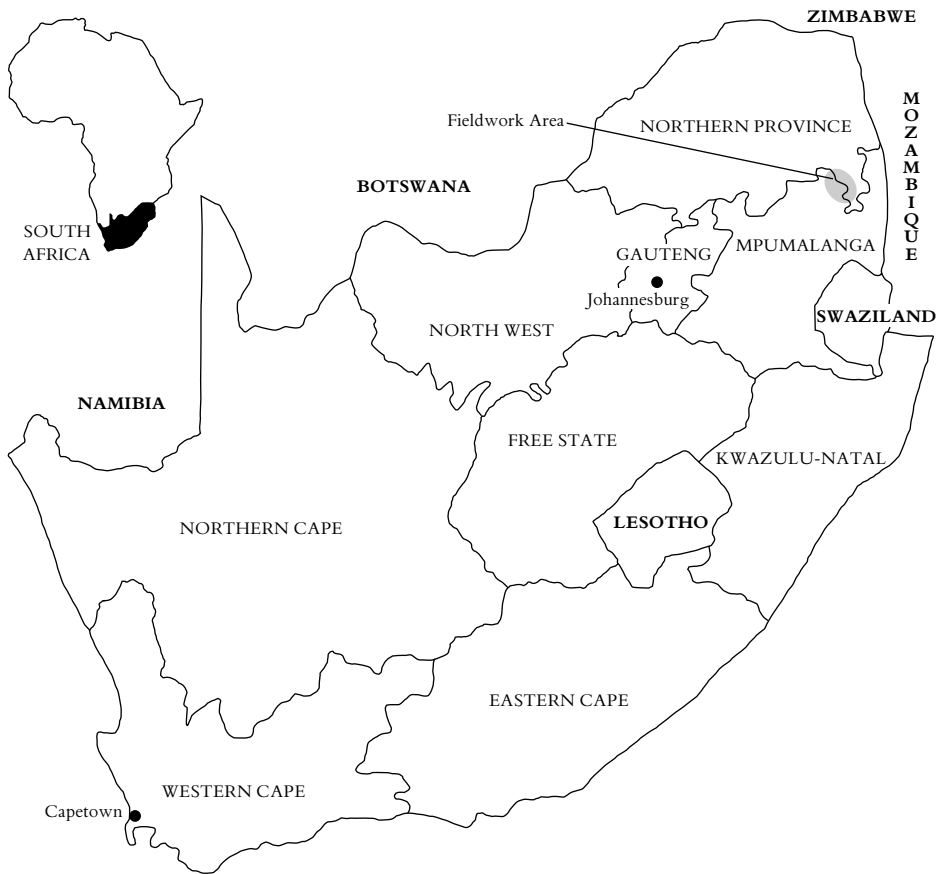 ZIMBABWE
MOZAMBIQUE
Fieldwork Area
NORTHERN PROVINCE
BOTSWANA
SOUTH
AFRICA
GAUTENG
MPUMALANGA
Johannesburg
SWAZILAND
NORTH WEST
NAMIBIA
FREE STATE
KWAZULU-NATAL
NORTHERN CAPE
LESOTHO
EASTERN CAPE
WESTERN CAPE
Capetown